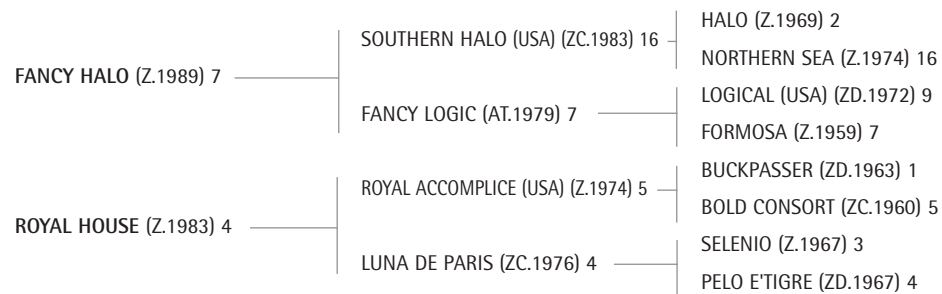 HALO (Z.1969) 2
SOUTHERN HALO (USA) (ZC.1983) 16
NORTHERN SEA (Z.1974) 16
FANCY HALO (Z.1989) 7
LOGICAL (USA) (ZD.1972) 9
FANCY LOGIC (AT.1979) 7
FORMOSA (Z.1959) 7
BUCKPASSER (ZD.1963) 1
ROYAL ACCOMPLICE (USA) (Z.1974) 5
BOLD CONSORT (ZC.1960) 5
ROYAL HOUSE (Z.1983) 4
SELENIO (Z.1967) 3
LUNA DE PARIS (ZC.1976) 4
PELO E'TIGRE (ZD.1967) 4